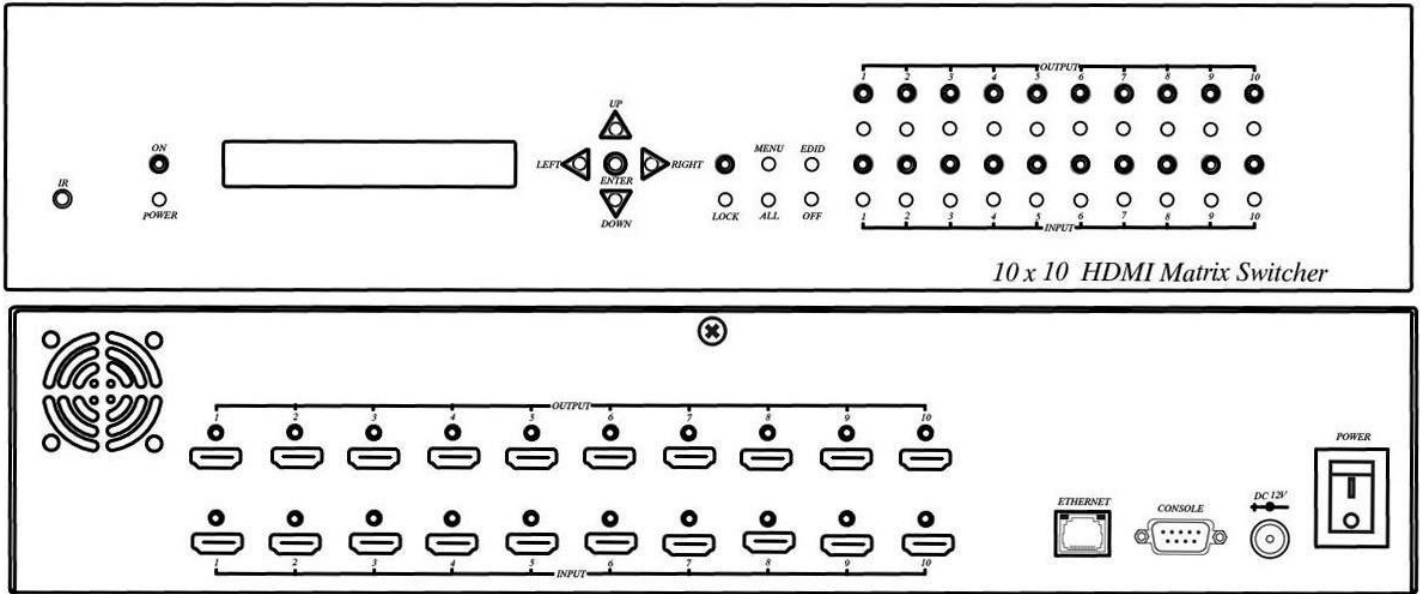 OUTPUT
1 2 3 4 5 6 7 8 9 10
UP
ON
MENU EDID
LEFT RIGHT
ENTER
IR
POWER
LOCK ALL OFF
DOWN
1 2 3 4 5 6 7 8 9 10
INPUT
10 x 10 HDMI Matrix Switcher
OUTPUT
1 2 3 4 5 6 7 8 9 10
POWER
ETHERNET
CONSOLE
DC 12V
1 2 3 4 5 6 7 8 9 10
INPUT